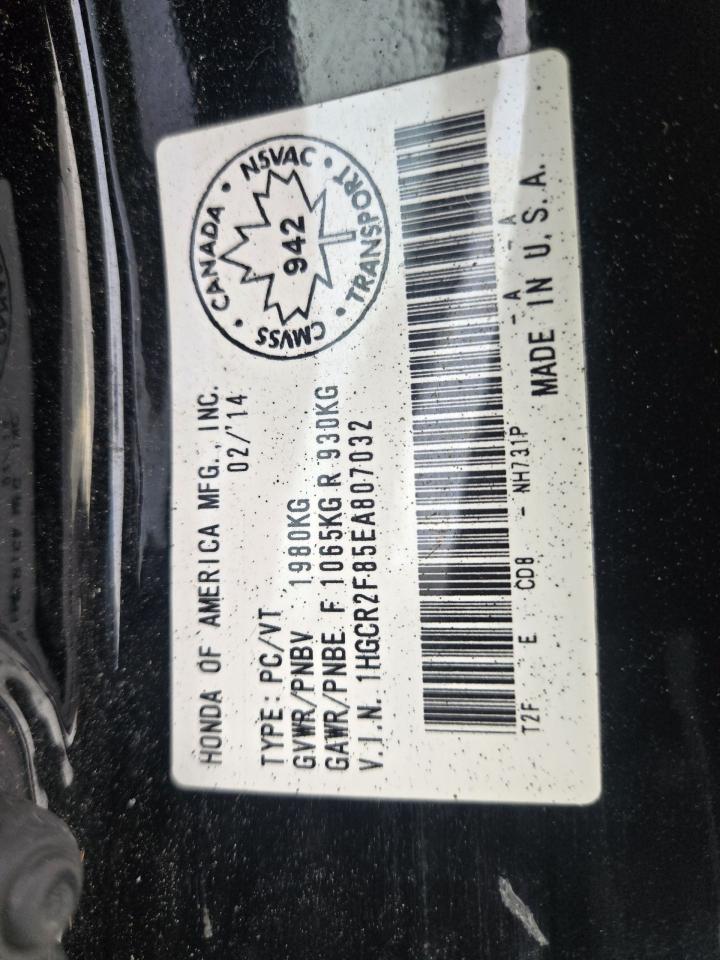 HONDA OF AMERICA MFG., INC.
02/'14
TYPE: PC/VT
GVWR/PNBV 1980KG
GAWR/PNBE F 1065KG R 930KG
V.I.N. 1HGCR2F85EA807032
CANADA • NSVAC • TRANSPORT • CMVSS •
942
T2F E CD8 - NH731P - A - A
MADE IN U.S.A.